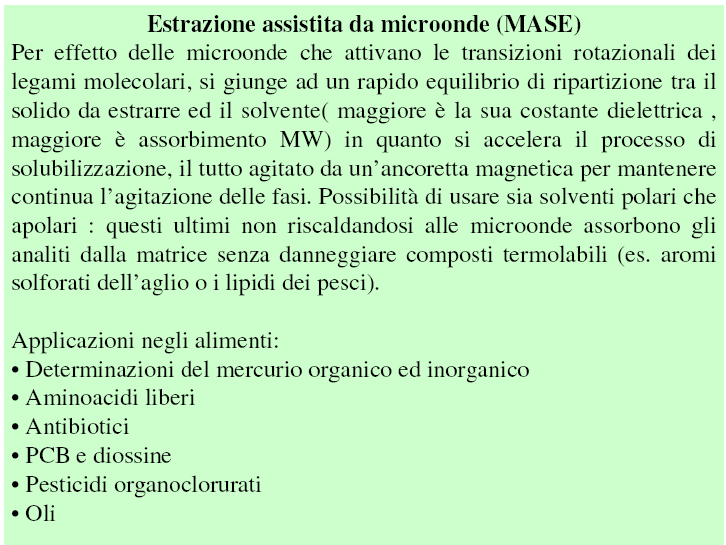 Estrazione assistita da microonde (MASE)
Per effetto delle microonde che attivano le transizioni rotazionali dei
legami molecolari, si giunge ad un rapido equilibrio di ripartizione tra il
solido da estrarre ed il solvente( maggiore è la sua costante dielettrica ,
maggiore è assorbimento MW) in quanto si accelera il processo di
solubilizzazione, il tutto agitato da un’ancoretta magnetica per mantenere
continua l’agitazione delle fasi. Possibilità di usare sia solventi polari che
apolari : questi ultimi non riscaldandosi alle microonde assorbono gli
analiti dalla matrice senza danneggiare composti termolabili (es. aromi
solforati dell’aglio o i lipidi dei pesci).
Applicazioni negli alimenti:
• Determinazioni del mercurio organico ed inorganico
• Aminoacidi liberi
• Antibiotici
• PCB e diossine
• Pesticidi organoclorurati
• Oli